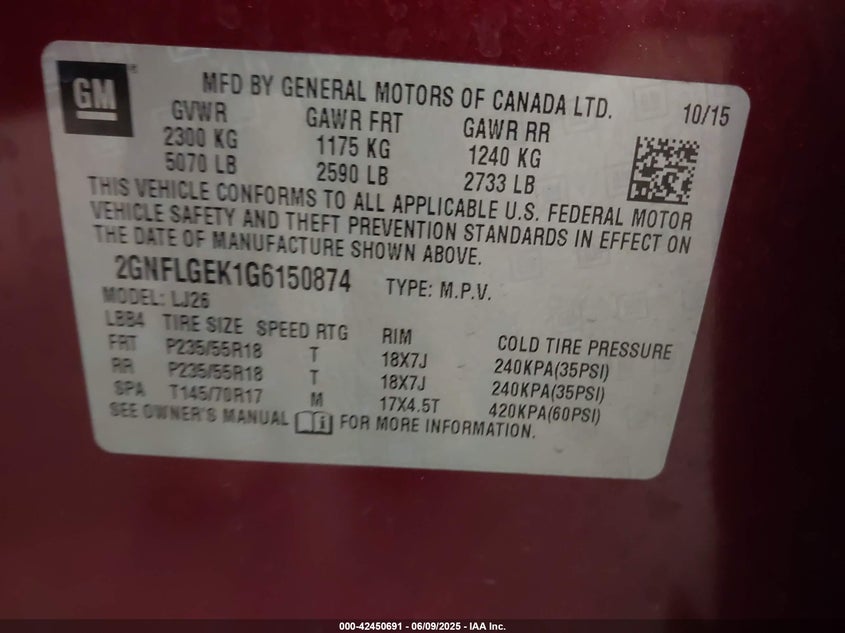 GM
MFD BY GENERAL MOTORS OF CANADA LTD. 10/15
GVWR GAWR FRT GAWR RR
2300 KG 1175 KG 1240 KG
5070 LB 2590 LB 2733 LB
THIS VEHICLE CONFORMS TO ALL APPLICABLE U.S. FEDERAL MOTOR
VEHICLE SAFETY AND THEFT PREVENTION STANDARDS IN EFFECT ON
THE DATE OF MANUFACTURE SHOWN ABOVE.
2GNFLGEK1G6150874 TYPE: M.P.V.
MODEL: LJ26
LBB4 TIRE SIZE SPEED RTG RIM COLD TIRE PRESSURE
FRT P235/55R18 T 18X7J 240KPA(35PSI)
RR P235/55R18 T 18X7J 240KPA(35PSI)
SPA T145/70R17 M 17X4.5T 420KPA(60PSI)
SEE OWNER'S MANUAL FOR MORE INFORMATION.
000-42450691 - 06/09/2025 - IAA Inc.